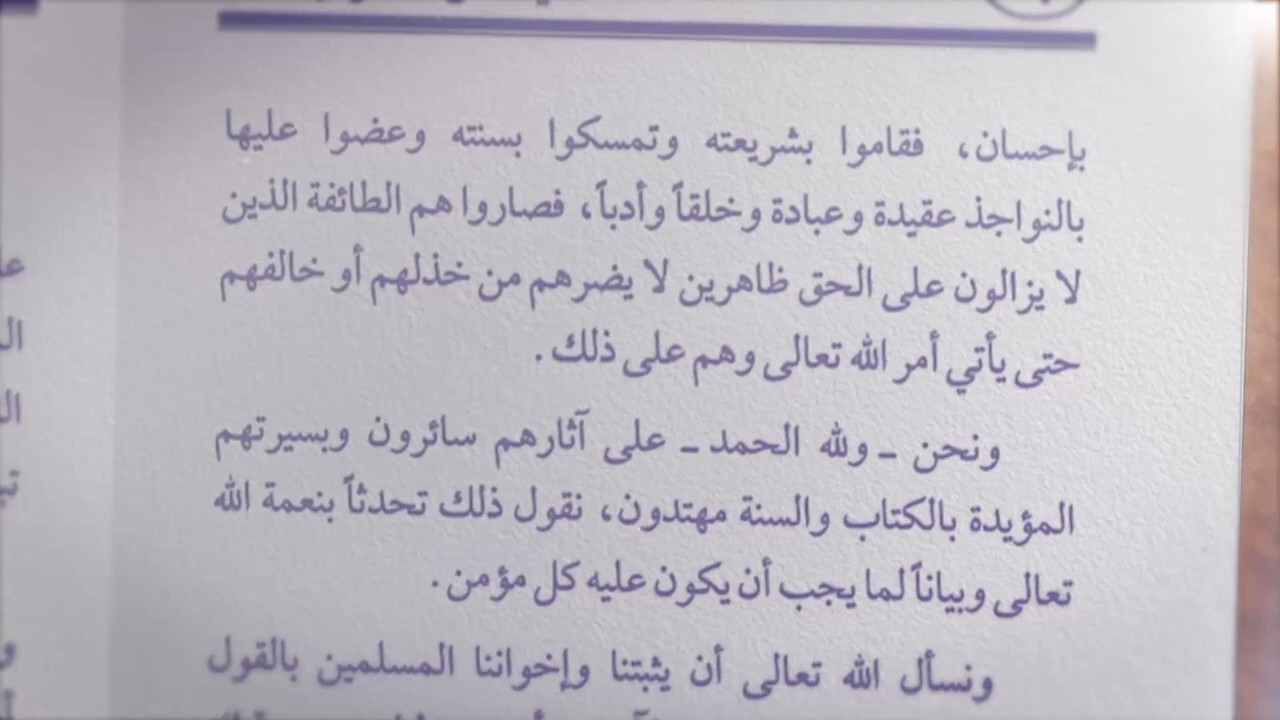 بإحسان، فقاموا بشريعته وتمسكوا بسنته وعضوا عليها
بالنواجذ عقيدة وعبادة وخلقاً وأدباً، فصاروا هم الطائفة الذين
لا يزالون على الحق ظاهرين لا يضرهم من خذلهم أو خالفهم
حتى يأتي أمر الله تعالى وهم على ذلك.
ونحن ـ ولله الحمد ـ على آثارهم سائرون وبسيرتهم
المؤيدة بالكتاب والسنة مهتدون، نقول ذلك تحدثاً بنعمة الله
تعالى وبياناً لما يجب أن يكون عليه كل مؤمن.
ونسأل الله تعالى أن يثبتنا وإخواننا المسلمين بالقول